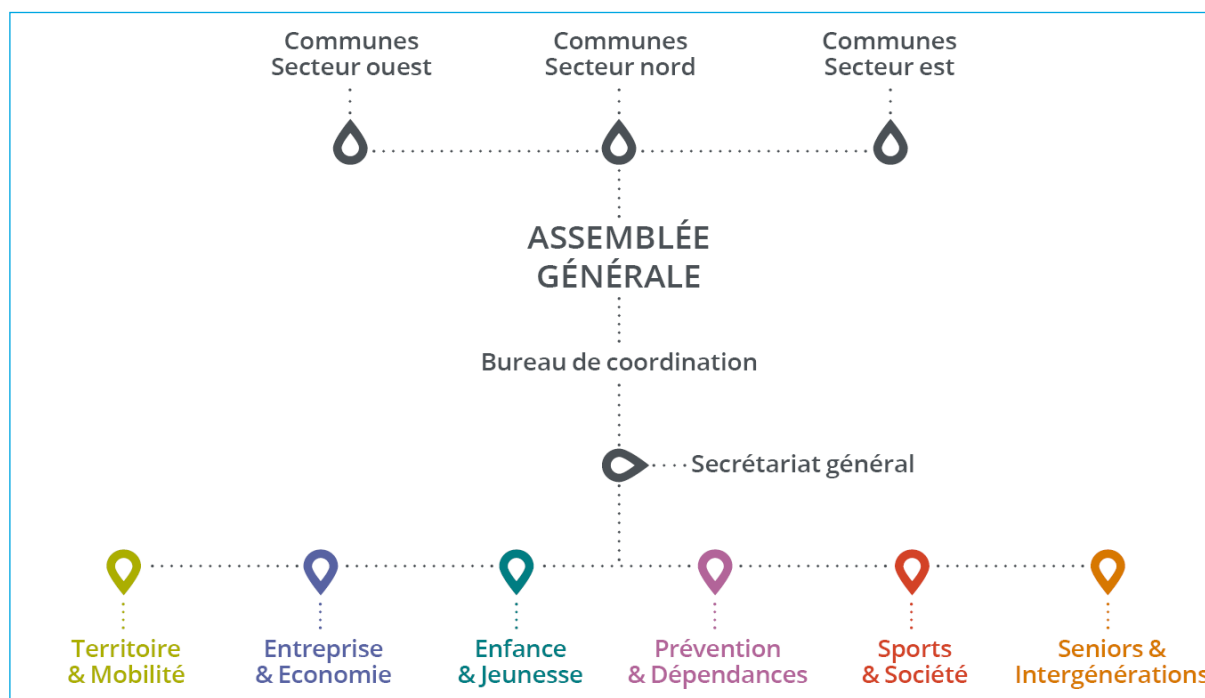 Communes
Secteur ouest
Communes
Secteur nord
Communes
Secteur est
ASSEMBLÉE
GÉNÉRALE
Bureau de coordination
Secrétariat général
Territoire
& Mobilité
Entreprise
& Economie
Enfance
& Jeunesse
Prévention
& Dépendances
Sports
& Société
Seniors &
Intergénérations